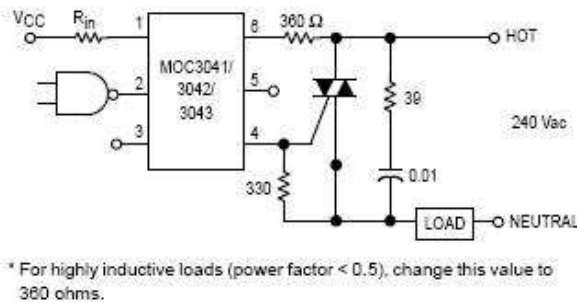 VCC
Rin
1
6
360 Ω
HOT
MOC3041/
3042/
3043
2
5
39
240 Vac
3
4
330
0.01
LOAD
NEUTRAL
* For highly inductive loads (power factor < 0.5), change this value to
360 ohms.